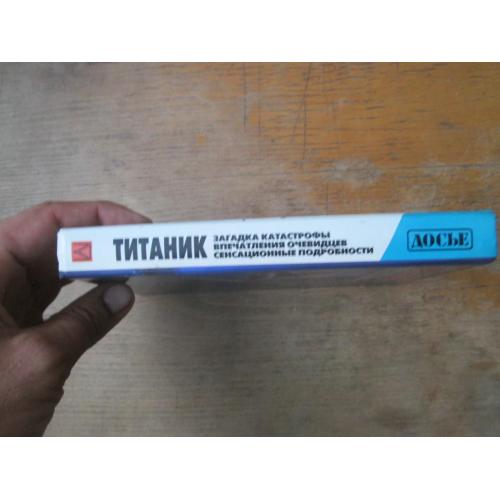 ТИТАНИК
ЗАГАДКА КАТАСТРОФЫ
ВПЕЧАТЛЕНИЯ ОЧЕВИДЦЕВ
СЕНСАЦИОННЫЕ ПОДРОБНОСТИ
ДОСЬЕ